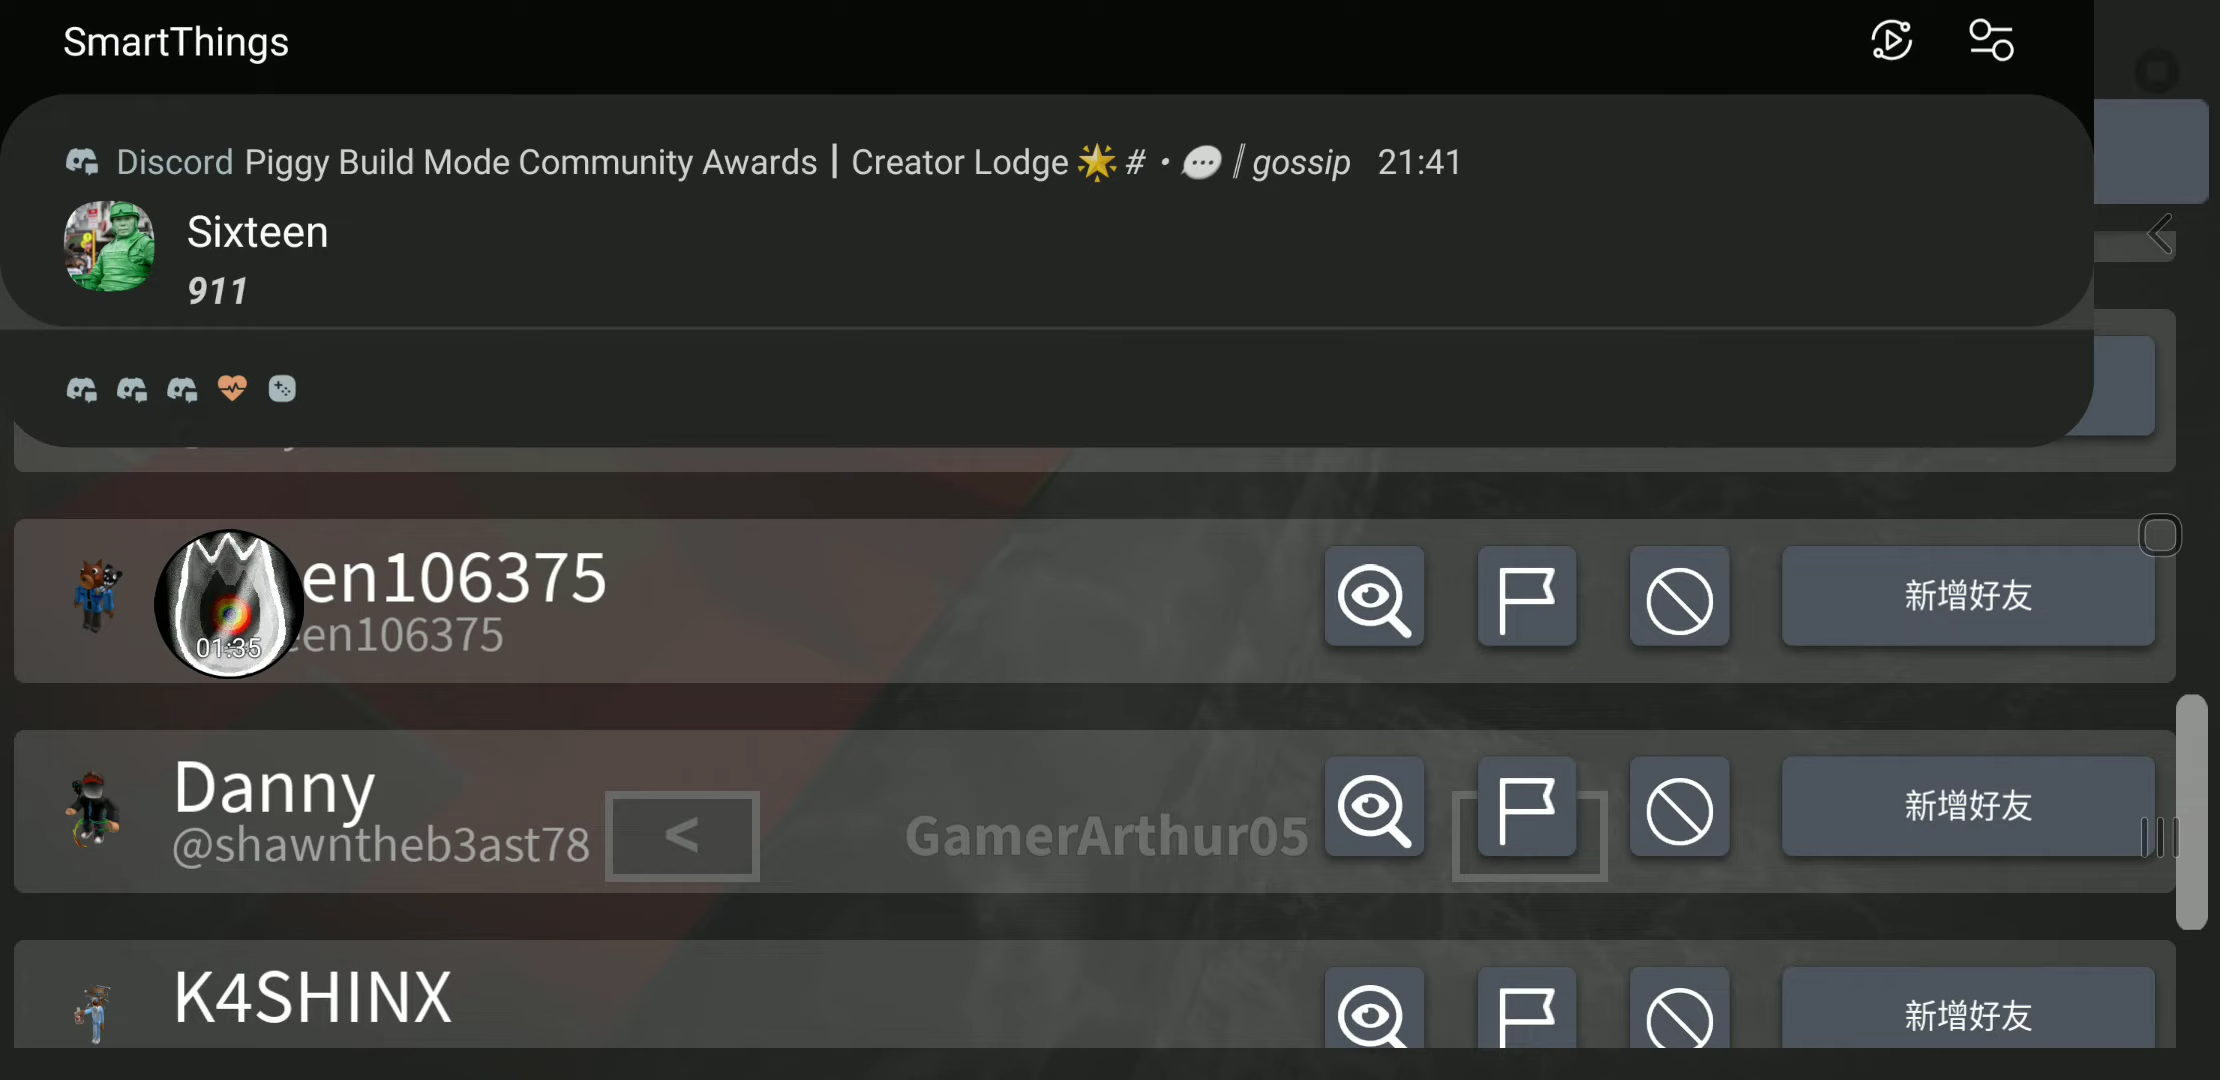 SmartThings
Discord Piggy Build Mode Community Awards | Creator Lodge 🌟 # • 💬 ∥ gossip 21:41
Sixteen
911
en106375
een106375
01:35
新增好友
Danny
@shawntheb3ast78
<
GamerArthur05
新增好友
K4SHINX
新增好友